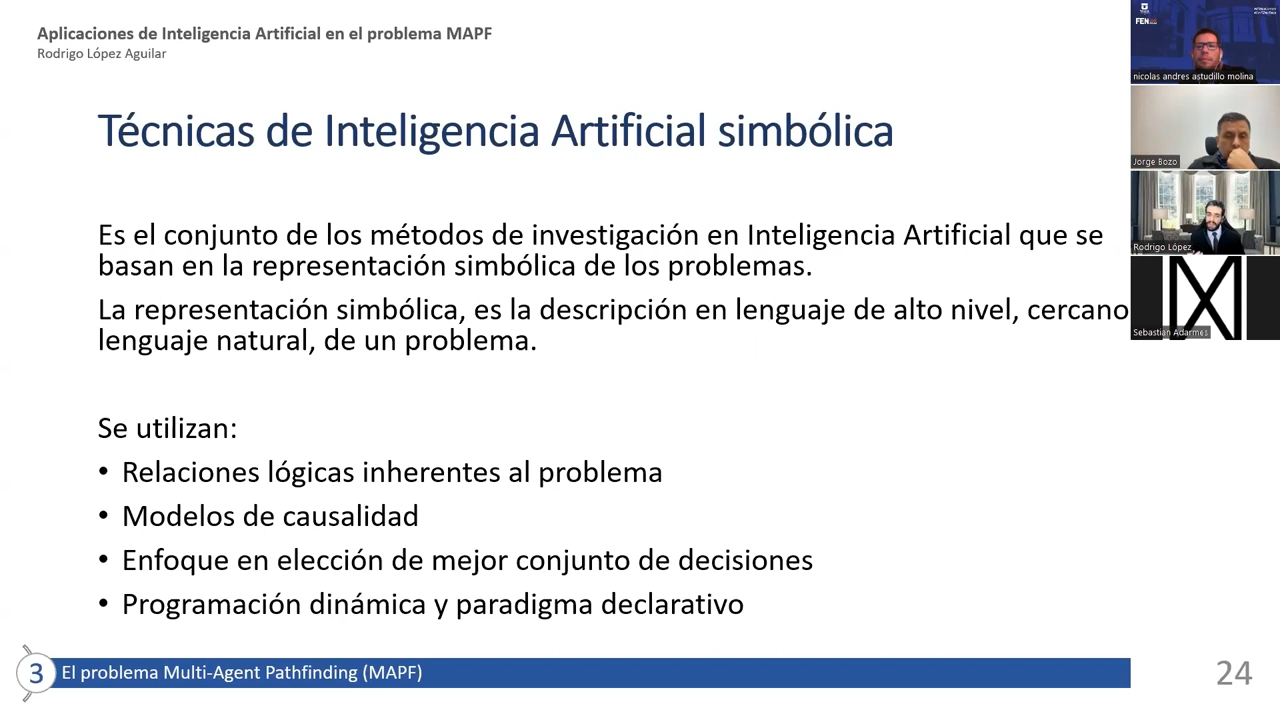 Aplicaciones de Inteligencia Artificial en el problema MAPF
Rodrigo López Aguilar
Técnicas de Inteligencia Artificial simbólica
Es el conjunto de los métodos de investigación en Inteligencia Artificial que se
basan en la representación simbólica de los problemas.
La representación simbólica, es la descripción en lenguaje de alto nivel, cercano
lenguaje natural, de un problema.
Se utilizan:
• Relaciones lógicas inherentes al problema
• Modelos de causalidad
• Enfoque en elección de mejor conjunto de decisiones
• Programación dinámica y paradigma declarativo
3 El problema Multi-Agent Pathfinding (MAPF)
24
FEN
nicolas andres astudillo molina
Jorge Bozo
Rodrigo López
Sebastián Adarmes